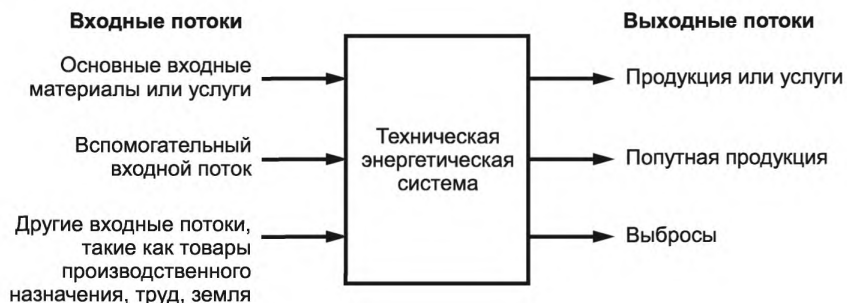 Входные потоки
Основные входные
материалы или услуги
Вспомогательный
входной поток
Другие входные потоки,
такие как товары
производственного
назначения, труд, земля
Техническая
энергетическая
система
Выходные потоки
Продукция или услуги
Попутная продукция
Выбросы